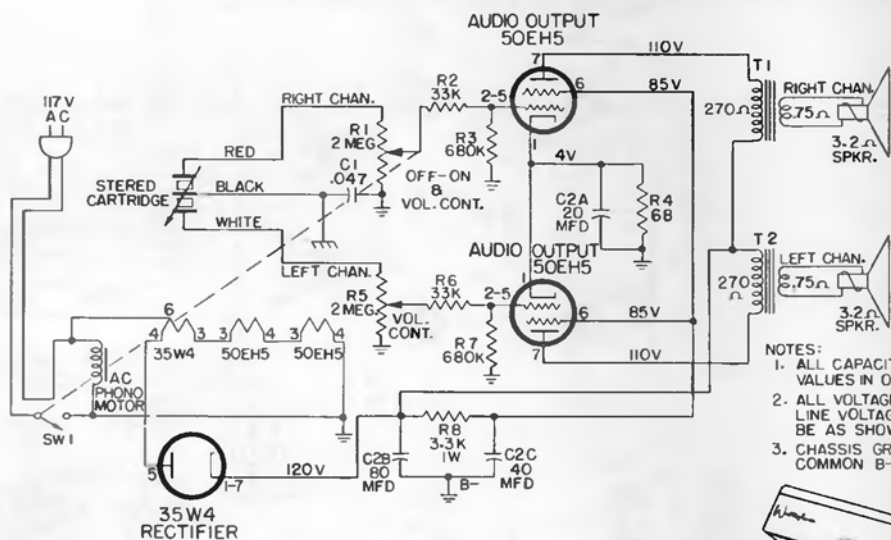 AUDIO OUTPUT
50EH5
7
110V
T1
6
85V
117V
AC
RIGHT CHAN.
R2
33K
2-5
R1
2 MEG.
R3
680K
270Ω
.75Ω
RIGHT CHAN.
3.2Ω
SPKR.
RED
C1
.047
1
4V
STEREO
CARTRIDGE
BLACK
OFF-ON
&
VOL. CONT.
C2A
20
MFD
R4
68
WHITE
AUDIO OUTPUT
50EH5
T2
LEFT CHAN.
R6
33K
2-5
1
6
85V
270
Ω
LEFT CHAN.
.75Ω
3.2Ω
SPKR.
R5
2 MEG.
VOL.
CONT.
R7
680K
7
110V
6
4
3
3
4
3
4
35W4
50EH5
50EH5
AC
PHONO
MOTOR
SW1
NOTES:
1. ALL CAPACIT
VALUES IN O
2. ALL VOLTAGE
LINE VOLTAG
BE AS SHOW
3. CHASSIS GR
COMMON B-
R8
3.3K
1W
5
1-7
120V
C2B
80
MFD
B-
C2C
40
MFD
35W4
RECTIFIER